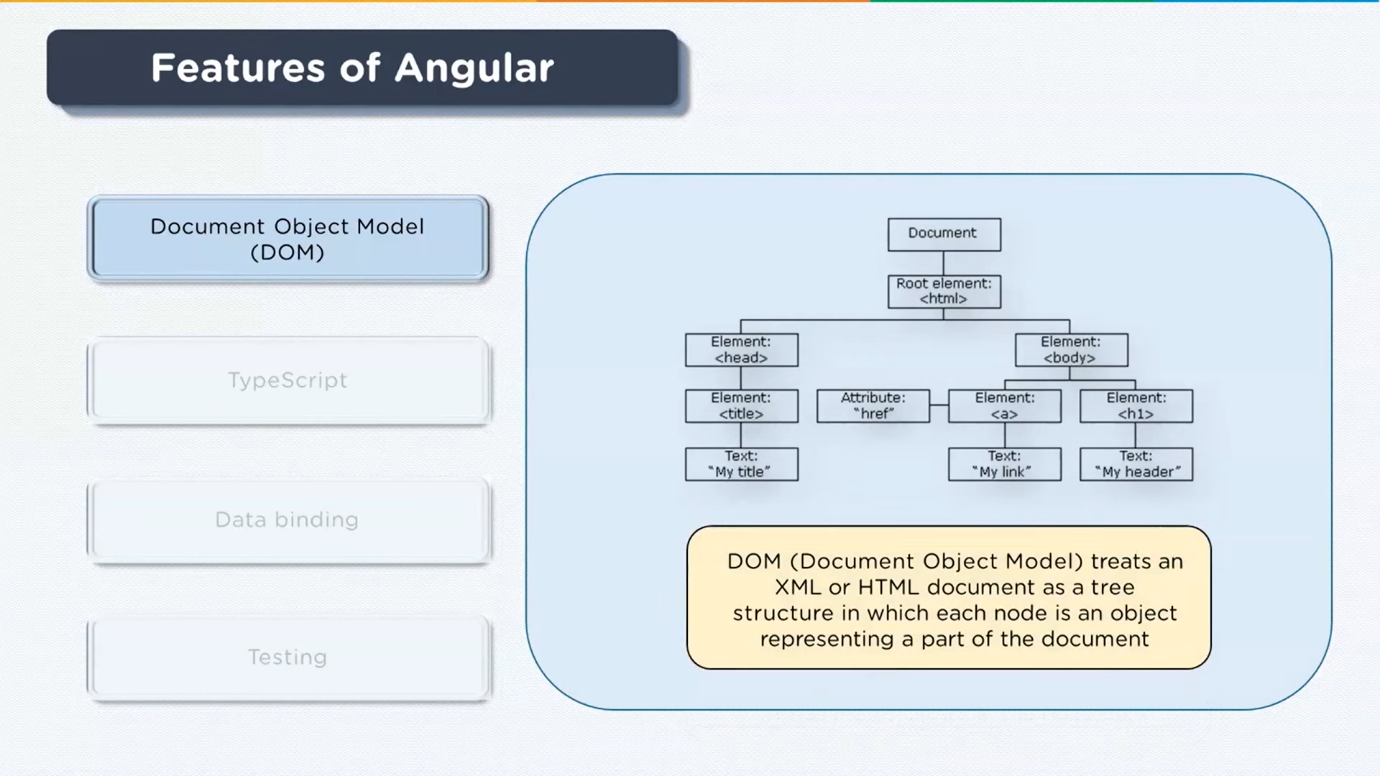 Features of Angular
Document Object Model
(DOM)
TypeScript
Data binding
Testing
Document
Root element:
<html>
Element:
<head>
Element:
<body>
Element:
<title>
Attribute:
"href"
Element:
<a>
Element:
<h1>
Text:
"My title"
Text:
"My link"
Text:
"My header"
DOM (Document Object Model) treats an
XML or HTML document as a tree
structure in which each node is an object
representing a part of the document